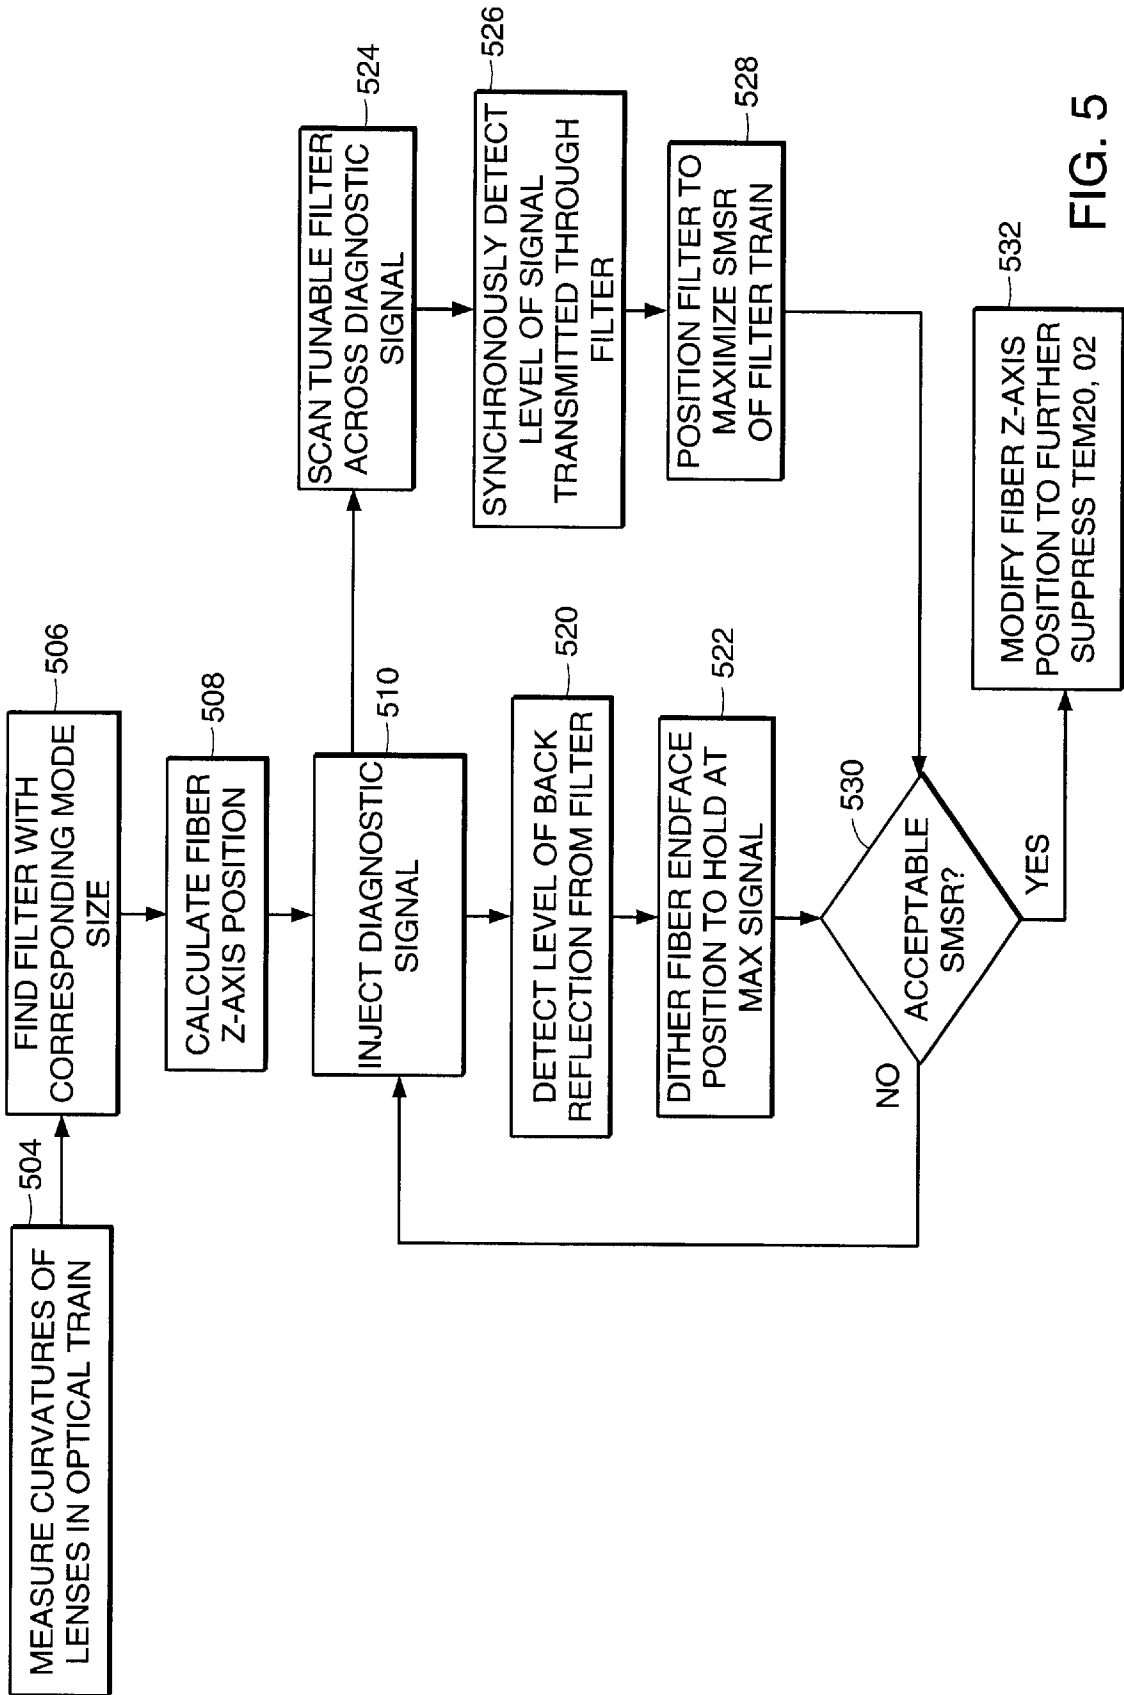 504
MEASURE CURVATURES OF
LENSES IN OPTICAL TRAIN
506
FIND FILTER WITH
CORRESPONDING MODE
SIZE
508
CALCULATE FIBER
Z-AXIS POSITION
510
INJECT DIAGNOSTIC
SIGNAL
520
DETECT LEVEL OF BACK
REFLECTION FROM FILTER
522
DITHER FIBER ENDFACE
POSITION TO HOLD AT
MAX SIGNAL
524
SCAN TUNABLE FILTER
ACROSS DIAGNOSTIC
SIGNAL
526
SYNCHRONOUSLY DETECT
LEVEL OF SIGNAL
TRANSMITTED THROUGH
FILTER
528
POSITION FILTER TO
MAXIMIZE SMSR
OF FILTER TRAIN
530
ACCEPTABLE
SMSR?
NO
YES
532
MODIFY FIBER Z-AXIS
POSITION TO FURTHER
SUPPRESS TEM20, 02
FIG. 5